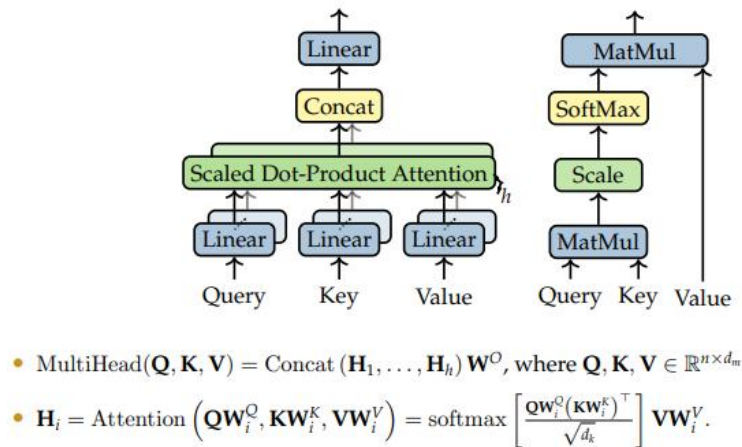 Linear
Concat
Scaled Dot-Product Attention
h
Linear Linear Linear
Query Key Value
MatMul
SoftMax
Scale
MatMul
Query Key Value
• MultiHead(Q, K, V) = Concat (H₁, . . . , Hₕ) W^O, where Q, K, V ∈ ℝ^{n×d_m}
• Hᵢ = Attention (QWᵢ^Q, KWᵢ^K, VWᵢ^V) = softmax [QWᵢ^Q(KWᵢ^K)^⊤ / √d_k] VWᵢ^V.